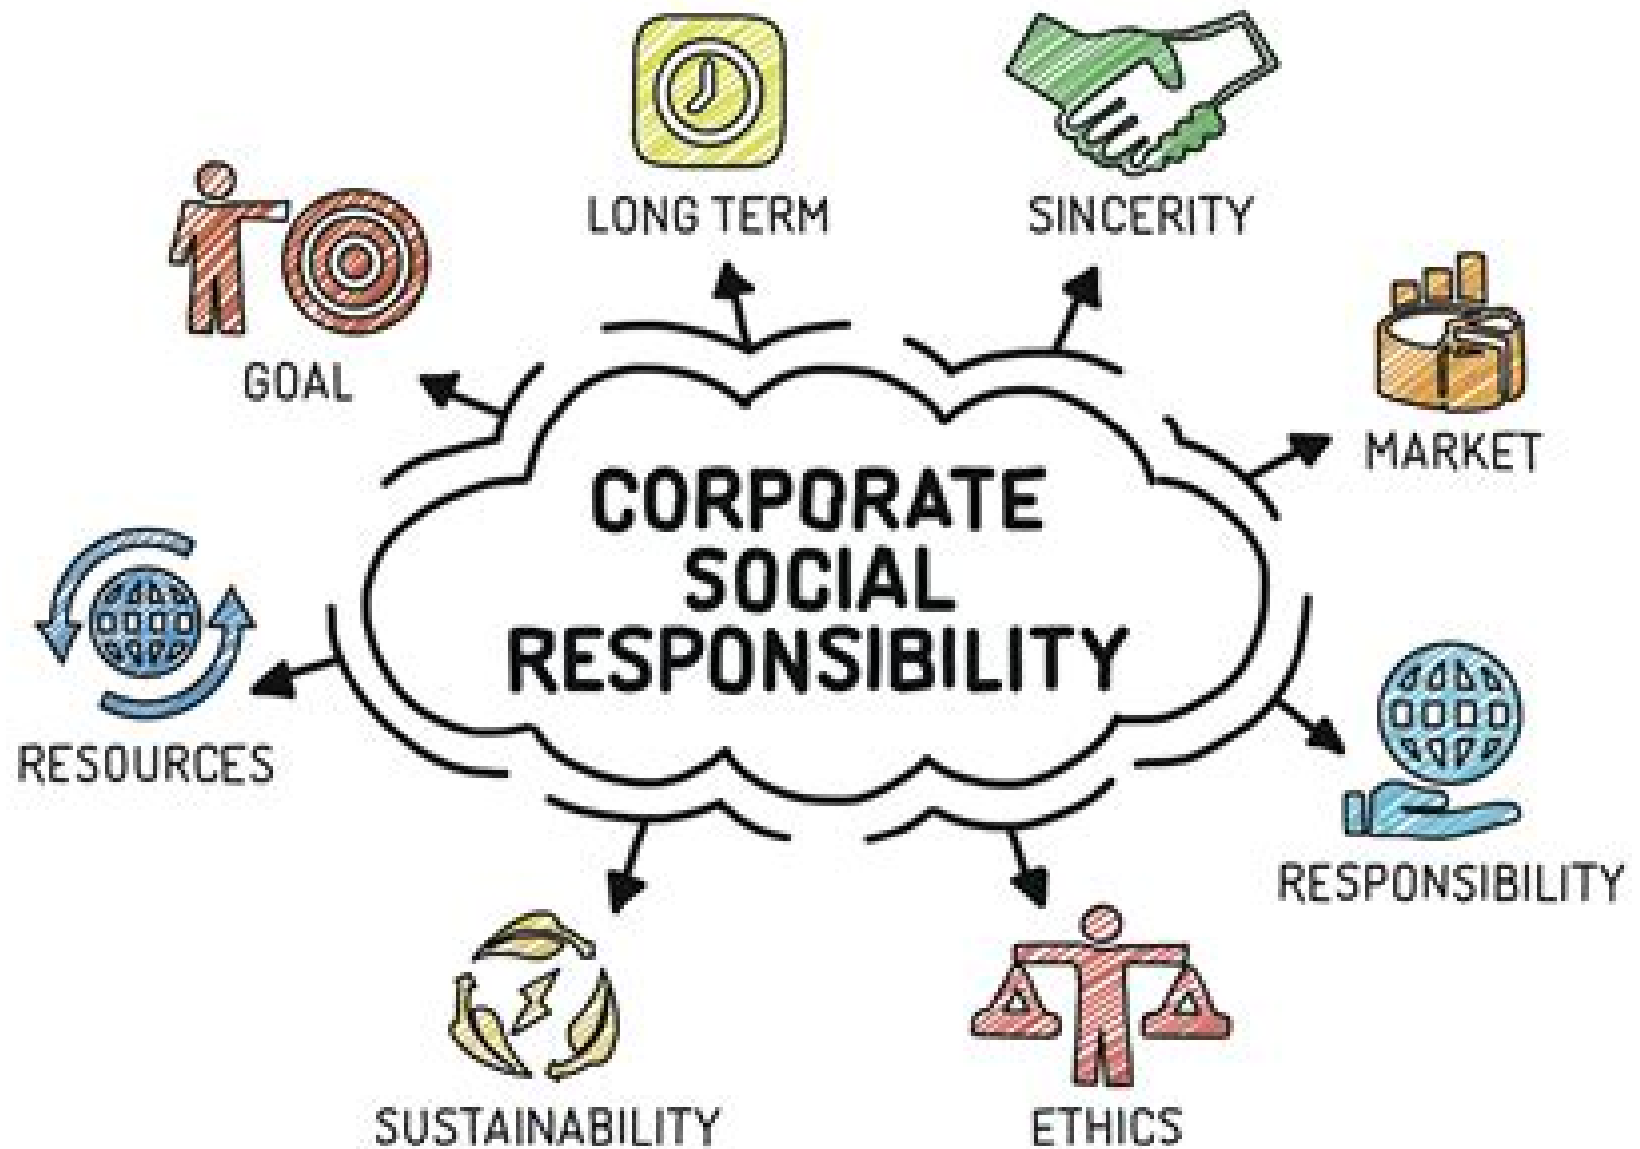 LONG TERM
SINCERITY
GOAL
MARKET
CORPORATE
SOCIAL
RESPONSIBILITY
RESOURCES
RESPONSIBILITY
SUSTAINABILITY
ETHICS